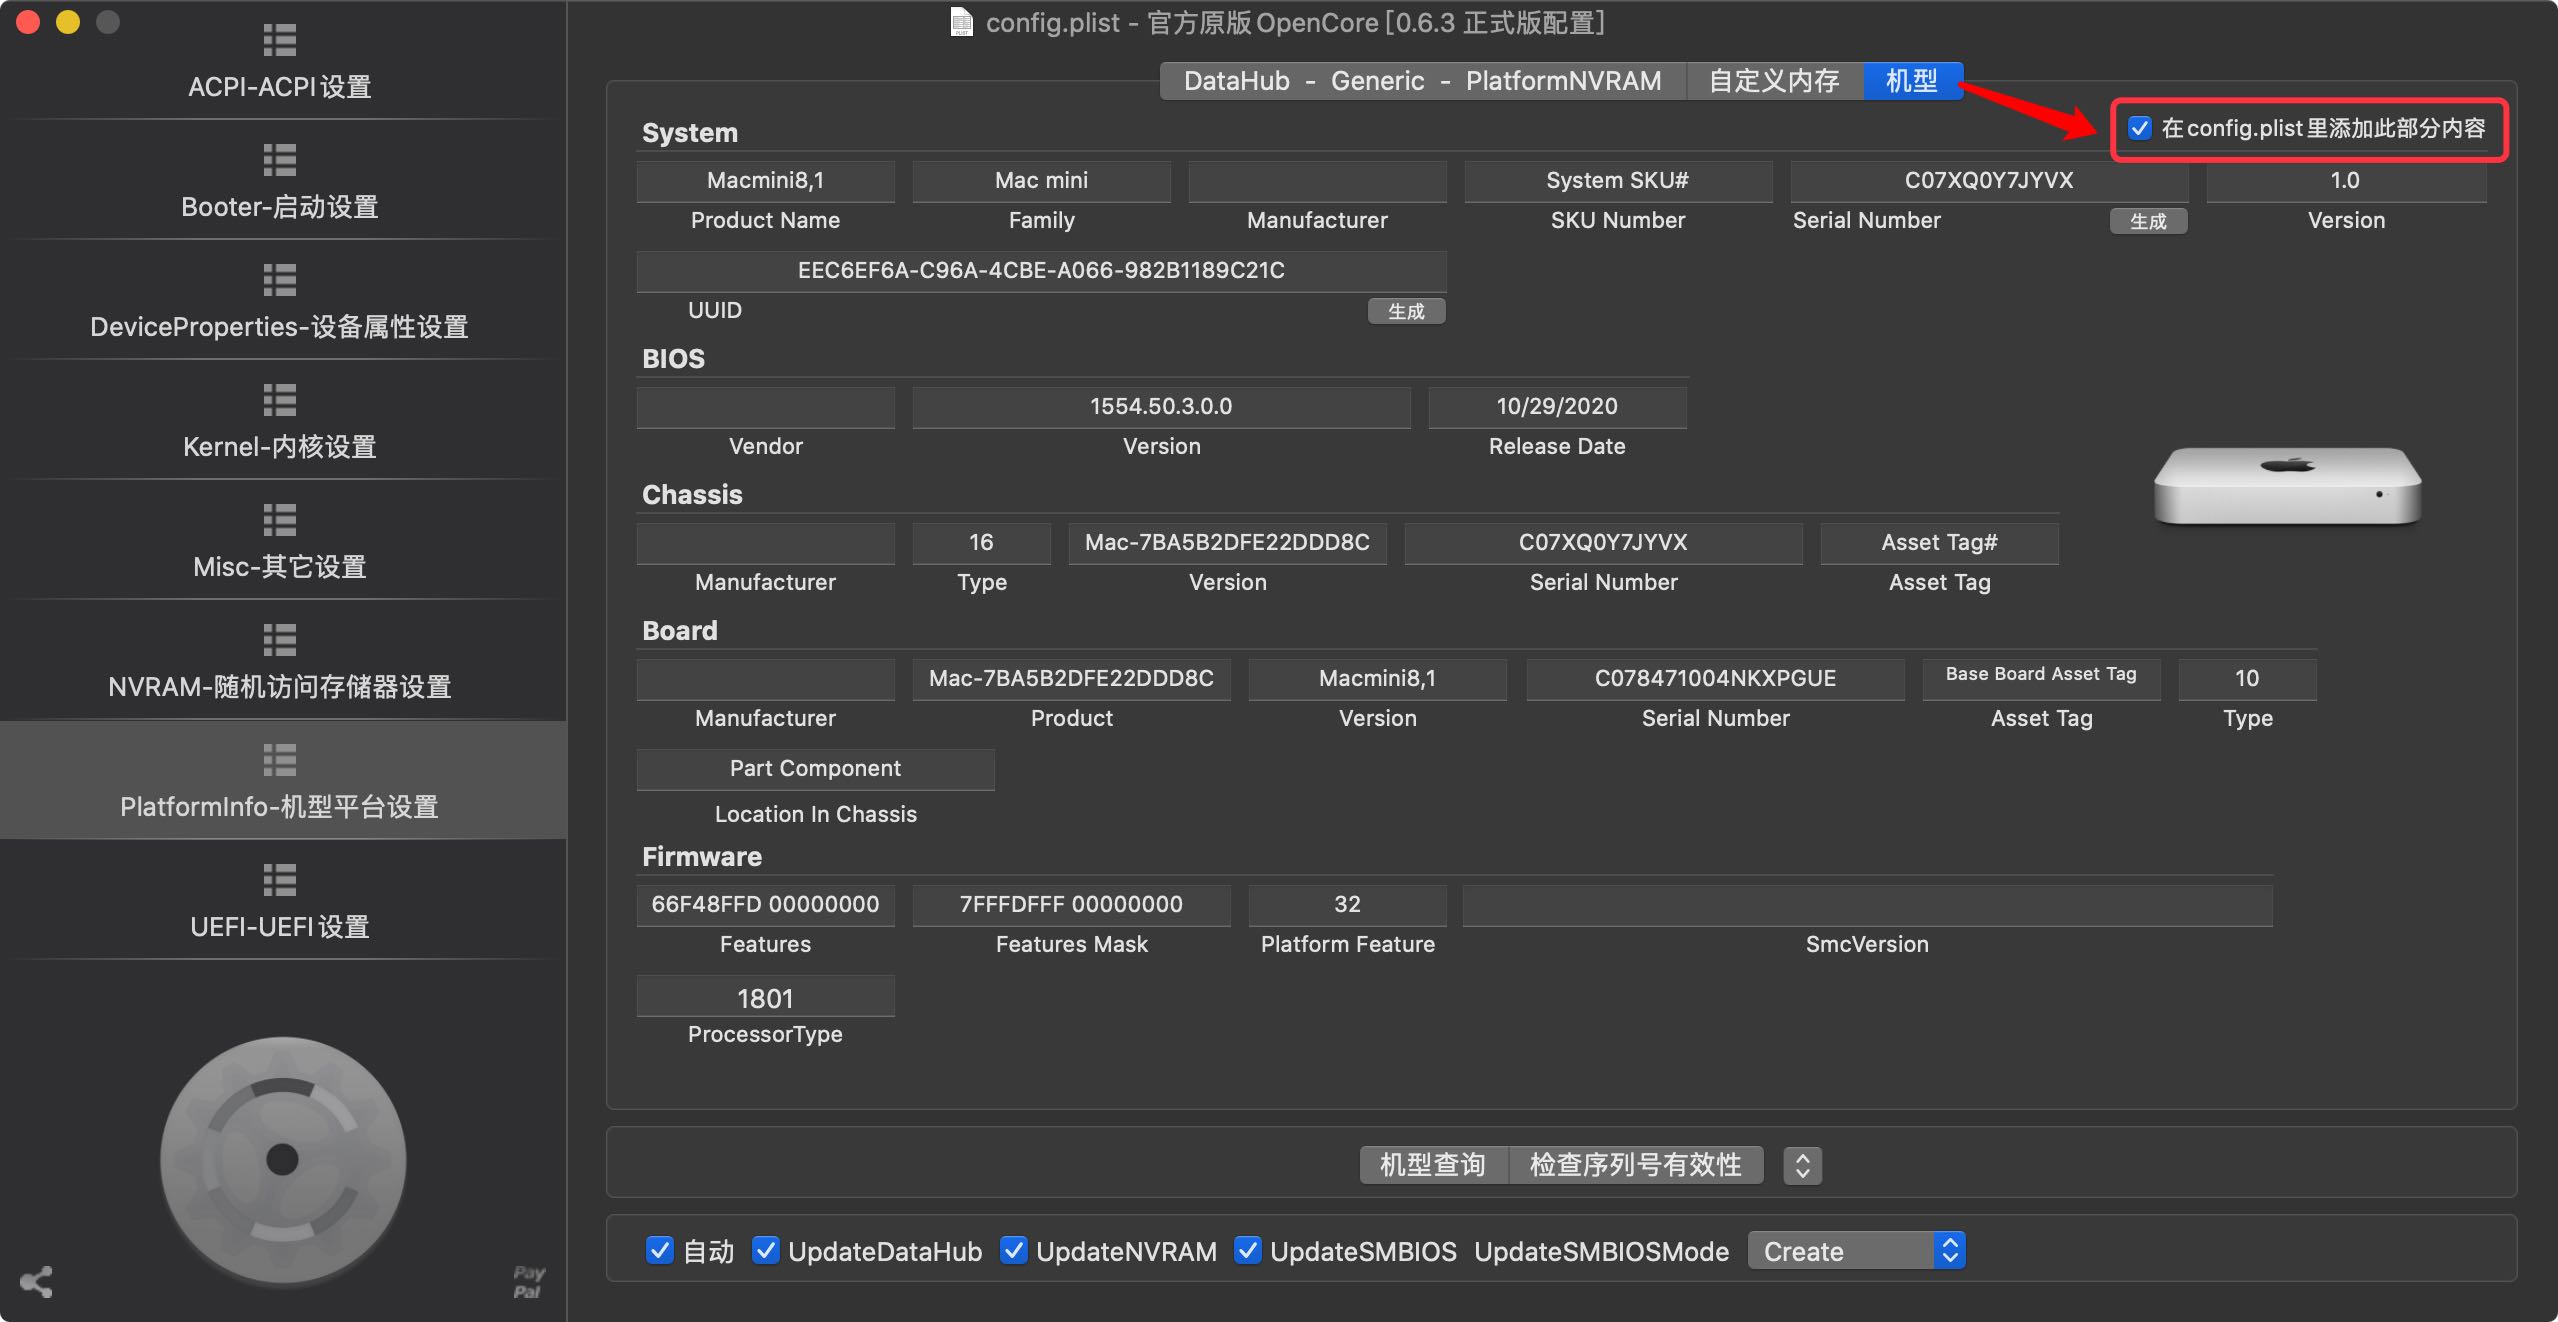 config.plist - 官方原版OpenCore [0.6.3 正式版配置]
ACPI-ACPI设置
Booter-启动设置
DeviceProperties-设备属性设置
Kernel-内核设置
Misc-其它设置
NVRAM-随机访问存储器设置
PlatformInfo-机型平台设置
UEFI-UEFI设置
Pay
Pal
DataHub - Generic - PlatformNVRAM 自定义内存 机型
在config.plist里添加此部分内容
System
Macmini8,1 Mac mini System SKU# C07XQ0Y7JYVX 1.0
Product Name Family Manufacturer SKU Number Serial Number 生成 Version
EEC6EF6A-C96A-4CBE-A066-982B1189C21C
UUID 生成
BIOS
1554.50.3.0.0 10/29/2020
Vendor Version Release Date
Chassis
16 Mac-7BA5B2DFE22DDD8C C07XQ0Y7JYVX Asset Tag#
Manufacturer Type Version Serial Number Asset Tag
Board
Mac-7BA5B2DFE22DDD8C Macmini8,1 C078471004NKXPGUE Base Board Asset Tag 10
Manufacturer Product Version Serial Number Asset Tag Type
Part Component
Location In Chassis
Firmware
66F48FFD 00000000 7FFFDFFF 00000000 32
Features Features Mask Platform Feature SmcVersion
1801
ProcessorType
机型查询 检查序列号有效性
自动 UpdateDataHub UpdateNVRAM UpdateSMBIOS UpdateSMBIOSMode Create